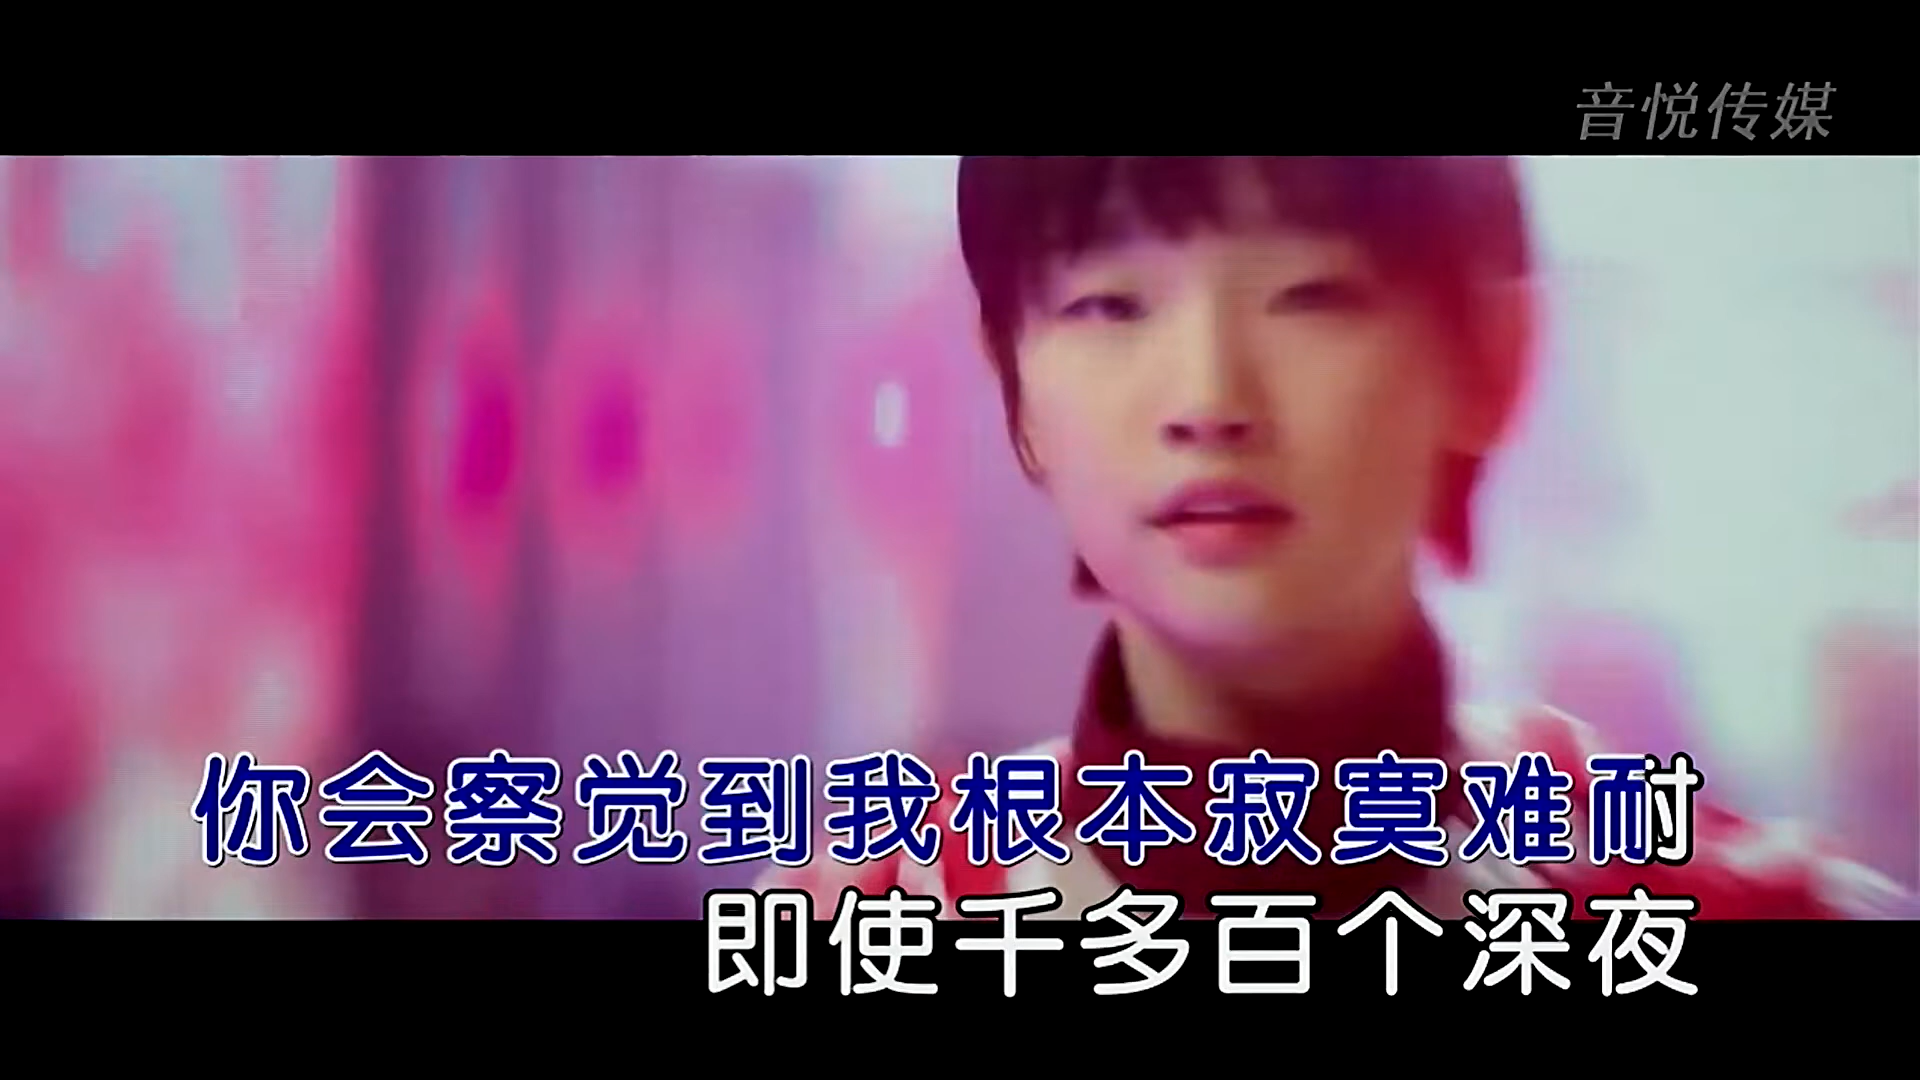 音悦传媒
你会察觉到我根本寂寞难耐
即使千多百个深夜